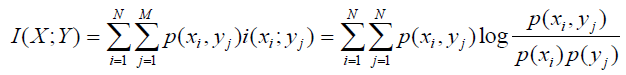 I(X;Y) = \sum_{i=1}^{N} \sum_{j=1}^{M} p(x_i, y_j) i(x_i; y_j) = \sum_{i=1}^{N} \sum_{j=1}^{N} p(x_i, y_j) \log \frac{p(x_i, y_j)}{p(x_i) p(y_j)}